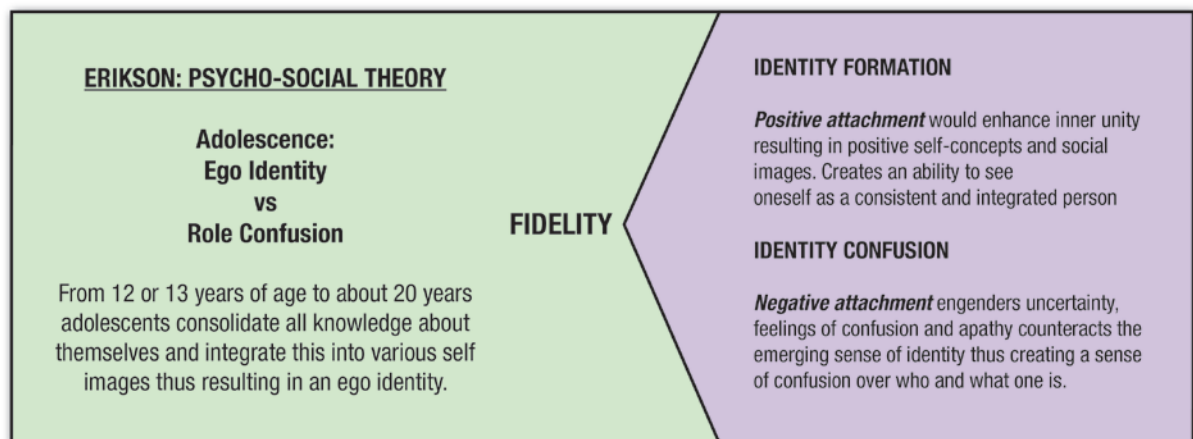 ERIKSON: PSYCHO-SOCIAL THEORY
Adolescence:
Ego Identity
vs
Role Confusion
From 12 or 13 years of age to about 20 years
adolescents consolidate all knowledge about
themselves and integrate this into various self
images thus resulting in an ego identity.
FIDELITY
IDENTITY FORMATION
Positive attachment would enhance inner unity
resulting in positive self-concepts and social
images. Creates an ability to see
oneself as a consistent and integrated person
IDENTITY CONFUSION
Negative attachment engenders uncertainty,
feelings of confusion and apathy counteracts the
emerging sense of identity thus creating a sense
of confusion over who and what one is.